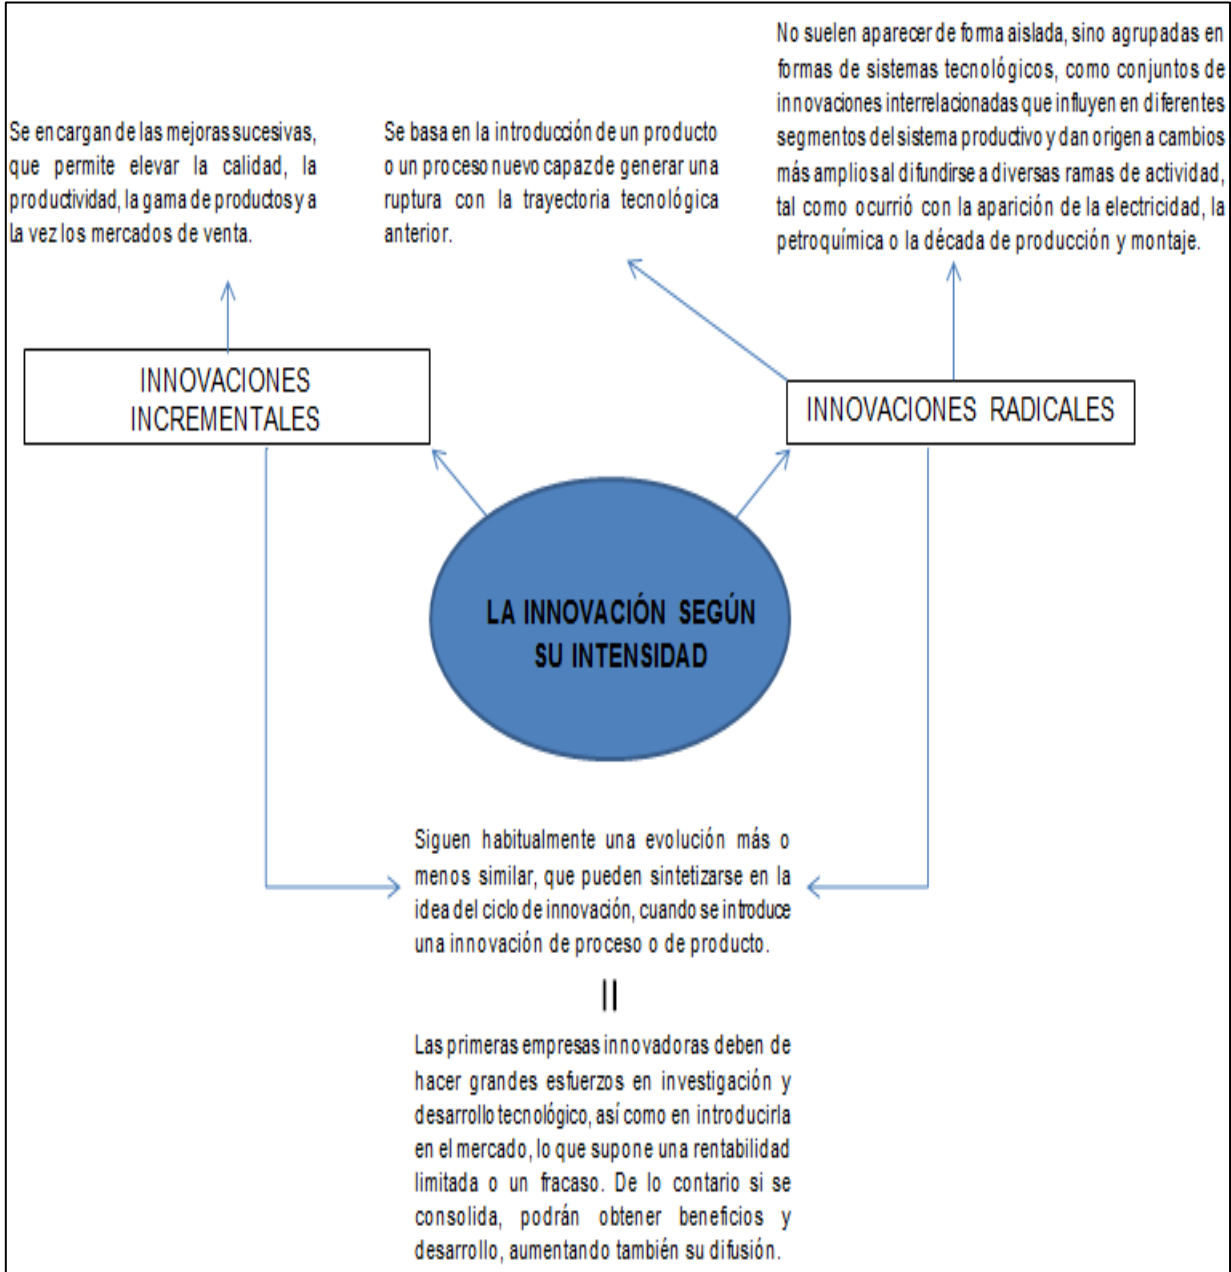 No suelen aparecer de forma aislada, sino agrupadas en
formas de sistemas tecnológicos, como conjuntos de
innovaciones interrelacionadas que influyen en diferentes
segmentos del sistema productivo y dan origen a cambios
más amplios al difundirse a diversas ramas de actividad,
tal como ocurrió con la aparición de la electricidad, la
petroquímica o la década de producción y montaje.
Se encargan de las mejoras sucesivas,
que permite elevar la calidad, la
productividad, la gama de productos y a
la vez los mercados de venta.
Se basa en la introducción de un producto
o un proceso nuevo capaz de generar una
ruptura con la trayectoria tecnológica
anterior.
INNOVACIONES
INCREMENTALES
INNOVACIONES RADICALES
LA INNOVACIÓN SEGÚN
SU INTENSIDAD
Siguen habitualmente una evolución más o
menos similar, que pueden sintetizarse en la
idea del ciclo de innovación, cuando se introduce
una innovación de proceso o de producto.
Las primeras empresas innovadoras deben de
hacer grandes esfuerzos en investigación y
desarrollo tecnológico, así como en introducirla
en el mercado, lo que supone una rentabilidad
limitada o un fracaso. De lo contario si se
consolida, podrán obtener beneficios y
desarrollo, aumentando también su difusión.